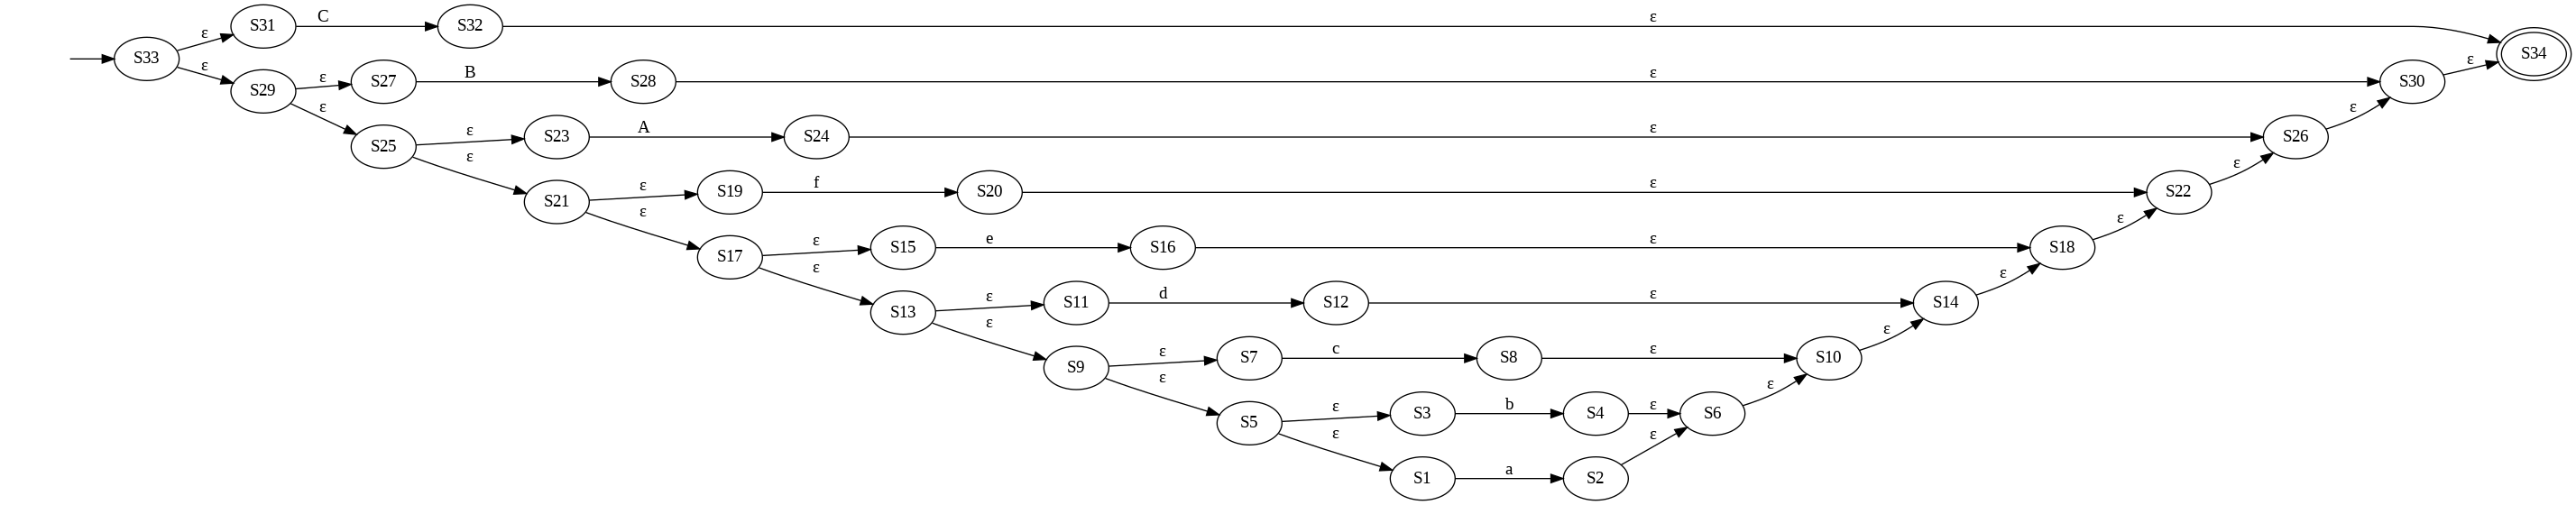 S31 C S32 ε
S33 ε ε S34
S29 ε S27 B S28 ε S30 ε
ε S25 ε S23 A S24 ε S26 ε
ε S21 ε S19 f S20 ε S22 ε
ε S17 ε S15 e S16 ε S18 ε
ε S13 ε S11 d S12 ε S14 ε
ε S9 ε S7 c S8 ε S10 ε
ε S5 ε S3 b S4 ε S6 ε
ε S1 a S2 ε